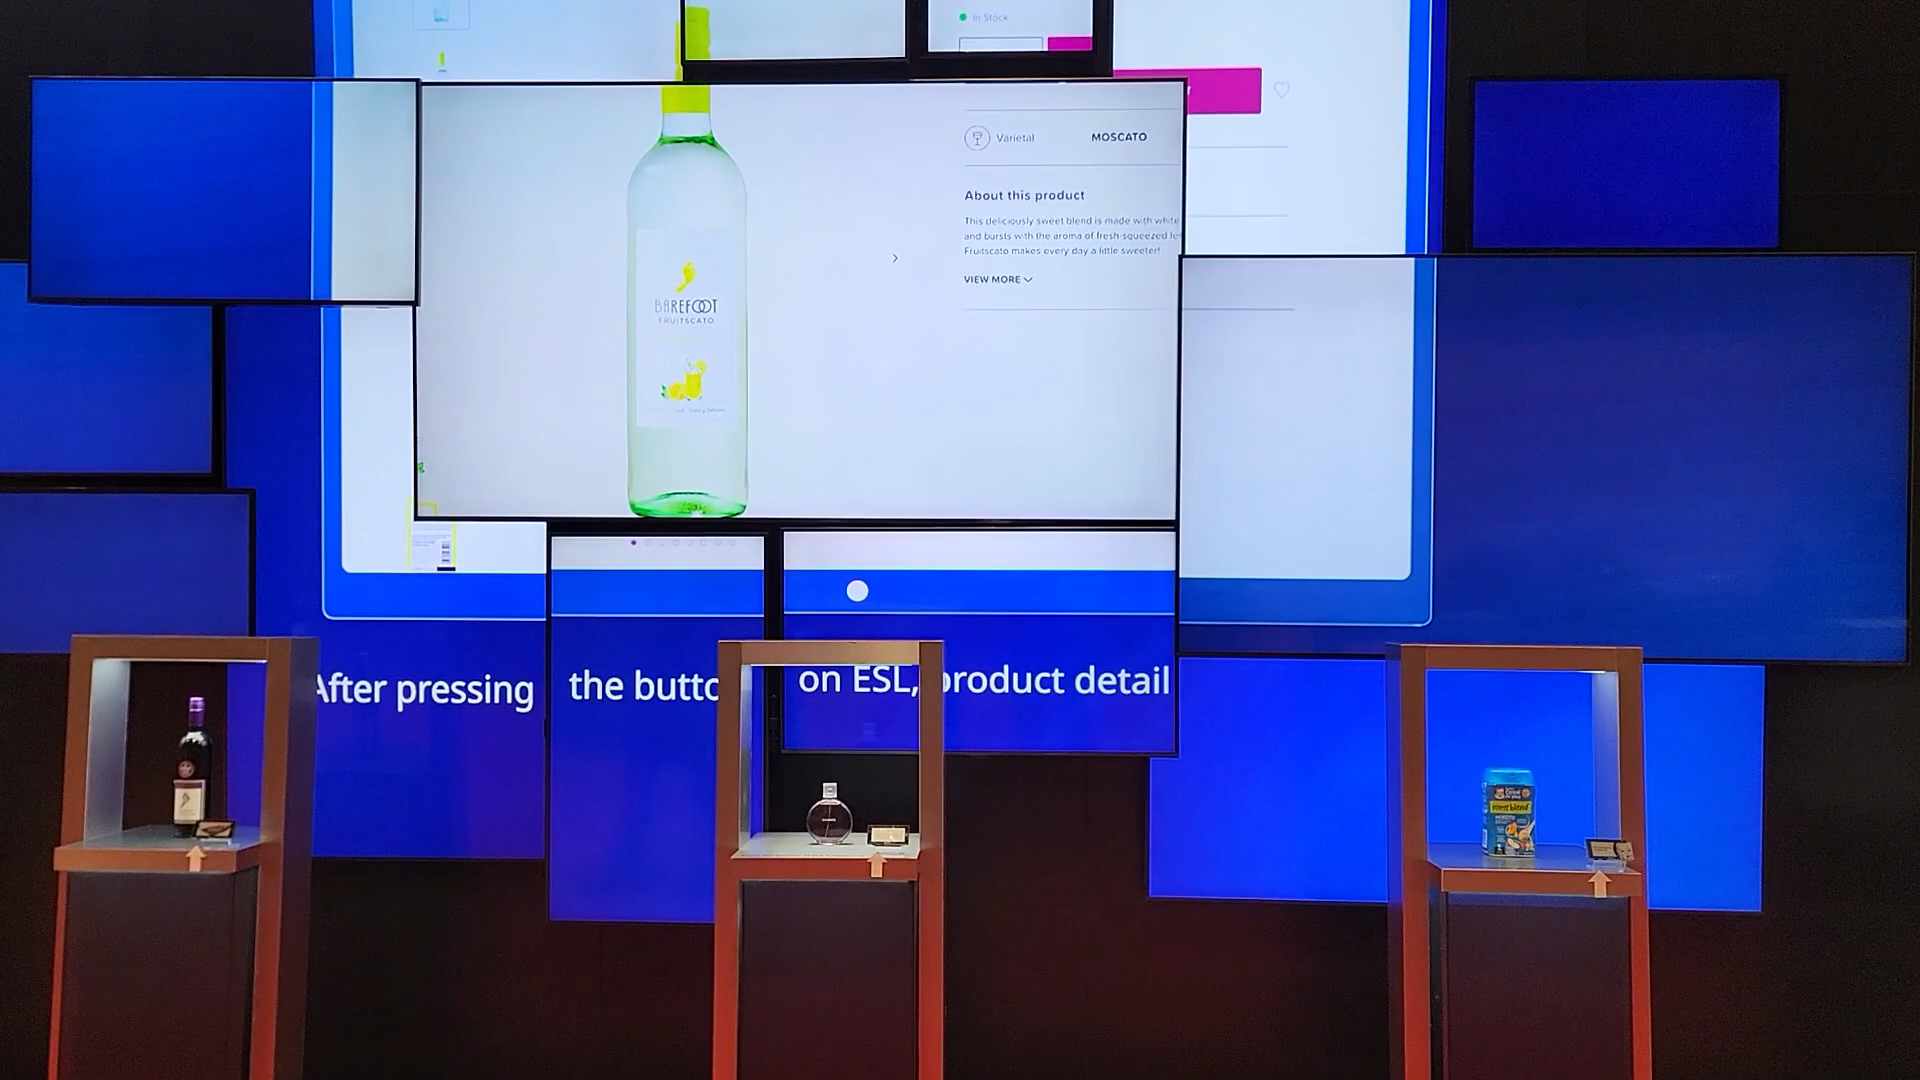 In Stock
Varietal MOSCATO
About this product
This deliciously sweet blend is made with white
and bursts with the aroma of fresh-squeezed
Fruitscato makes every day a little sweeter!
VIEW MORE
BAREFOOT
FRUITSCATO
After pressing the butto on ESL, product detail